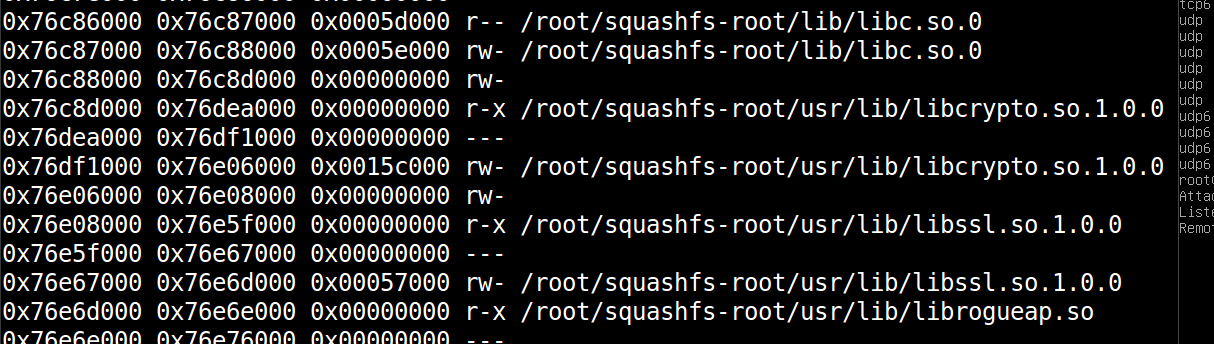 0x76c86000 0x76c87000 0x0005d000 r-- /root/squashfs-root/lib/libc.so.0
0x76c87000 0x76c88000 0x0005e000 rw- /root/squashfs-root/lib/libc.so.0
0x76c88000 0x76c8d000 0x00000000 rw-
0x76c8d000 0x76dea000 0x00000000 r-x /root/squashfs-root/usr/lib/libcrypto.so.1.0.0
0x76dea000 0x76df1000 0x00000000 ---
0x76df1000 0x76e06000 0x0015c000 rw- /root/squashfs-root/usr/lib/libcrypto.so.1.0.0
0x76e06000 0x76e08000 0x00000000 rw-
0x76e08000 0x76e5f000 0x00000000 r-x /root/squashfs-root/usr/lib/libssl.so.1.0.0
0x76e5f000 0x76e67000 0x00000000 ---
0x76e67000 0x76e6d000 0x00057000 rw- /root/squashfs-root/usr/lib/libssl.so.1.0.0
0x76e6d000 0x76e6e000 0x00000000 r-x /root/squashfs-root/usr/lib/librogueap.so
0x76e6e000 0x76e76000 0x00000000 ---
tcp6
udp
udp
udp
udp
udp
udp
udp6
udp6
udp6
udp6
root
Atta
Liste
Remo